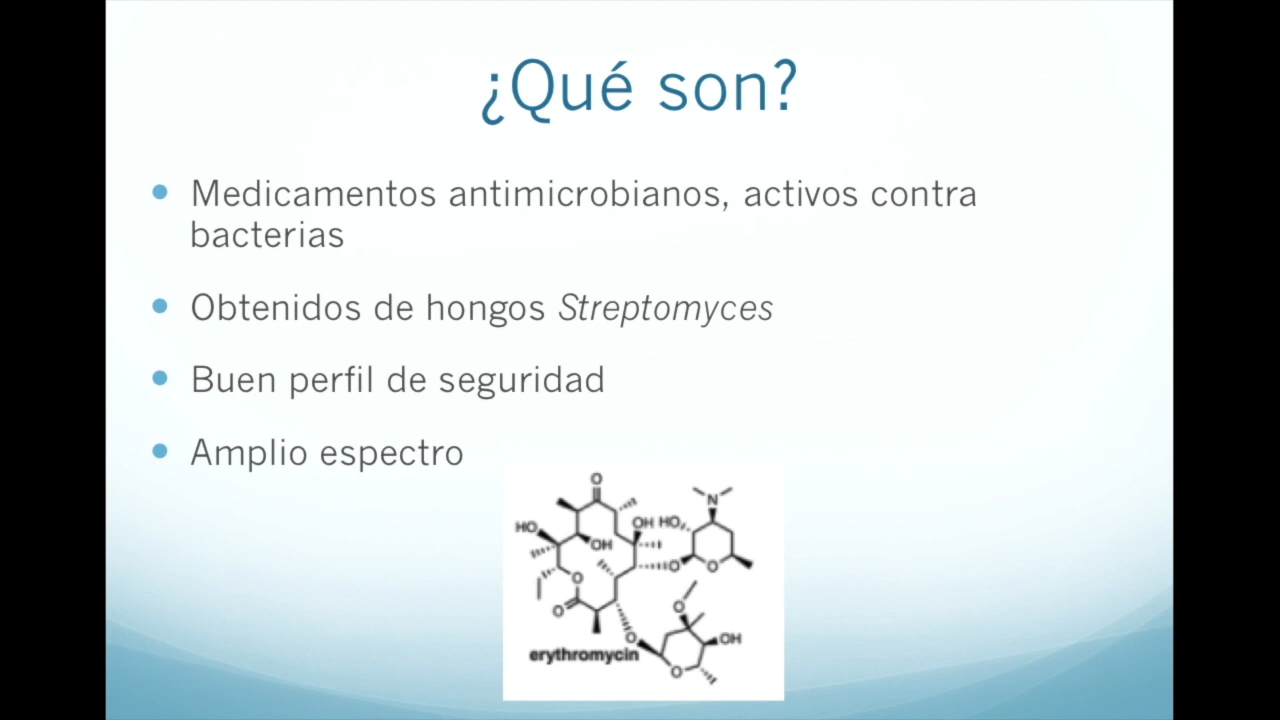 ¿Qué son?
Medicamentos antimicrobianos, activos contra
bacterias
Obtenidos de hongos Streptomyces
Buen perfil de seguridad
Amplio espectro
O
N
HO
OH HO
OH
O
O
O
O
O
O
OH
erythromycin
O